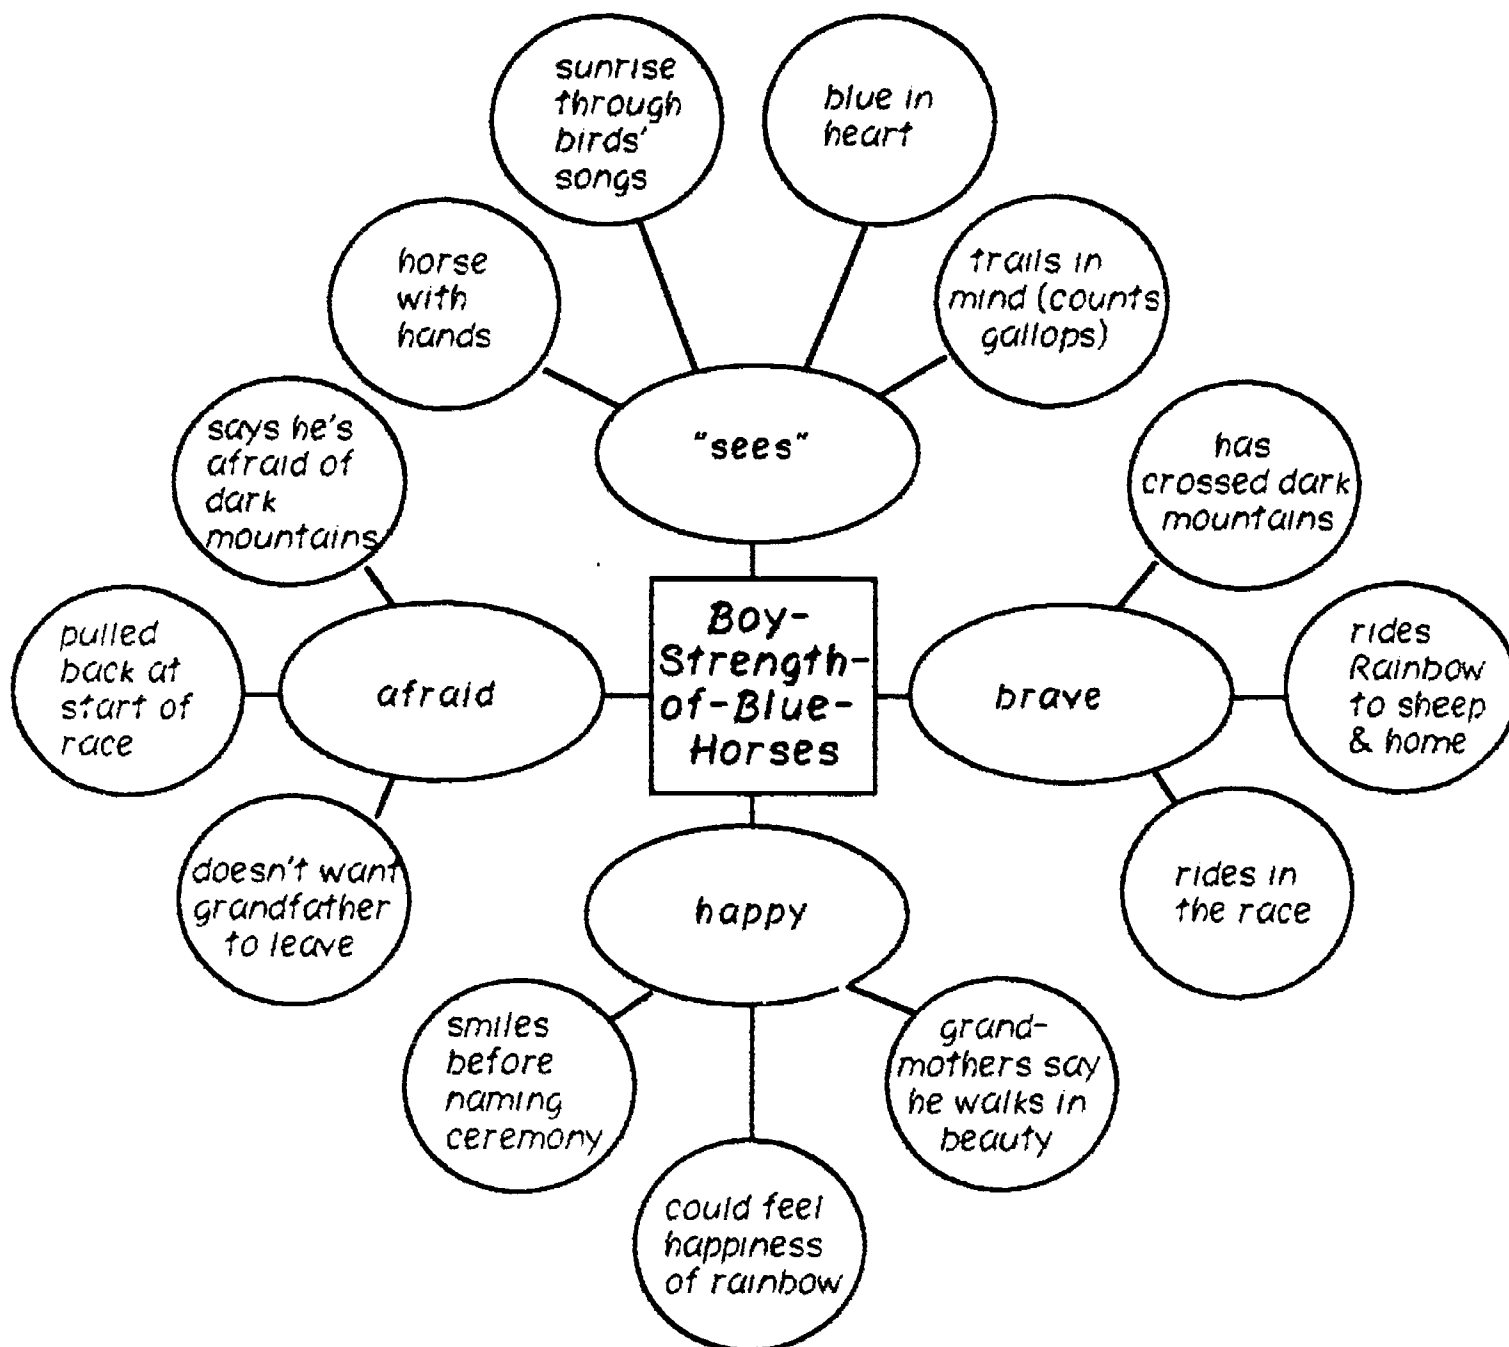 sunrise
through
birds'
songs
blue in
heart
horse
with
hands
trails in
mind (counts
gallops)
"sees"
says he's
afraid of
dark
mountains
has
crossed dark
mountains
pulled
back at
start of
race
afraid
Boy-
Strength-
of-Blue-
Horses
brave
rides
Rainbow
to sheep
& home
doesn't want
grandfather
to leave
happy
rides in
the race
smiles
before
naming
ceremony
grand-
mothers say
he walks in
beauty
could feel
happiness
of rainbow